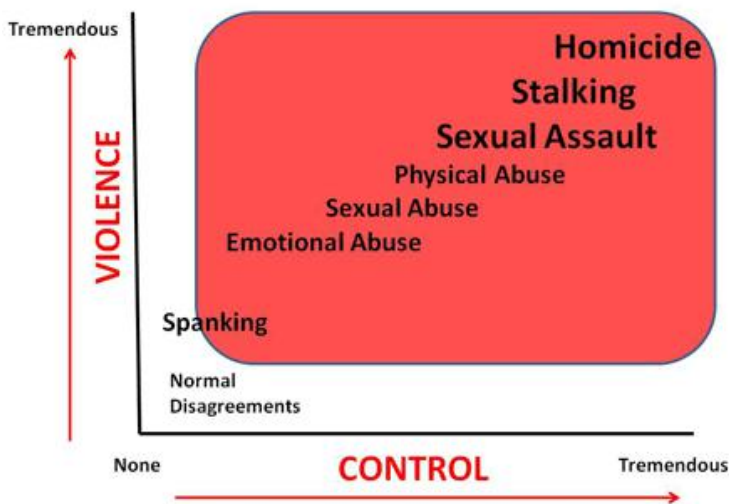 Tremendous
Homicide
Stalking
Sexual Assault
Physical Abuse
Sexual Abuse
Emotional Abuse
VIOLENCE
Spanking
Normal
Disagreements
None
CONTROL
Tremendous